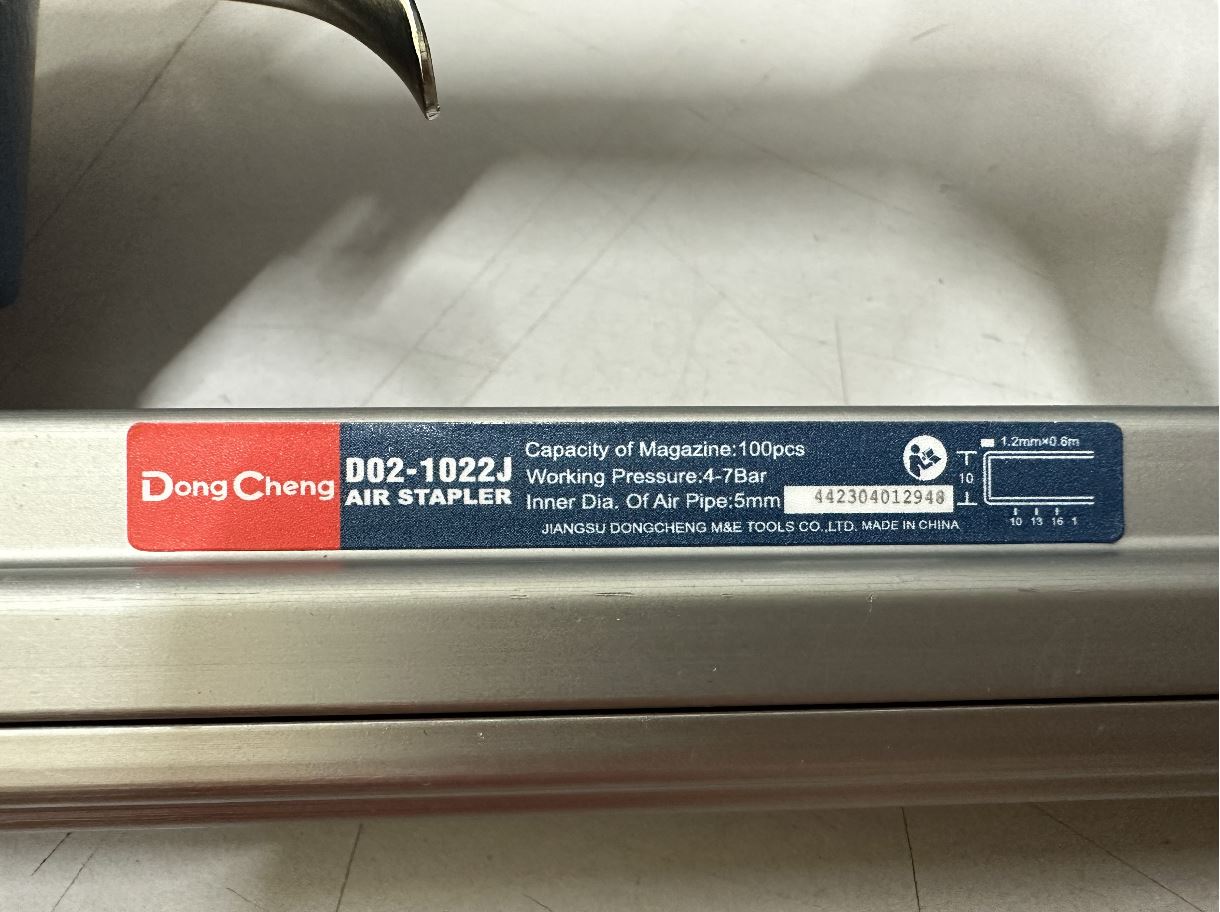 Dong Cheng
D02-1022J
AIR STAPLER
Capacity of Magazine:100pcs
Working Pressure:4-7Bar
Inner Dia. Of Air Pipe:5mm
442304012948
JIANGSU DONGCHENG M&E TOOLS CO.,LTD. MADE IN CHINA
1.2mm×0.6m
10
10 13 16 1